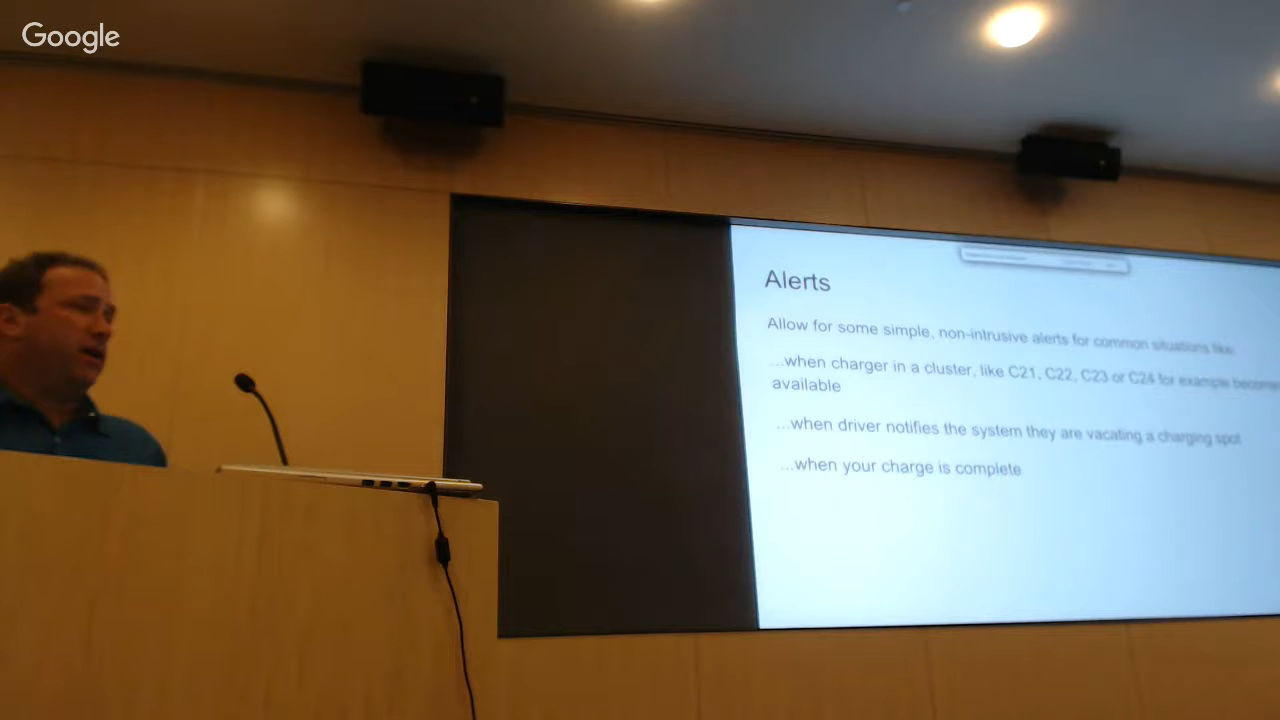 Google
Alerts
Allow for some simple, non-intrusive alerts for common situations like
...when charger in a cluster, like C21, C22, C23 or C24 for example become
available
...when driver notifies the system they are vacating a charging spot
...when your charge is complete